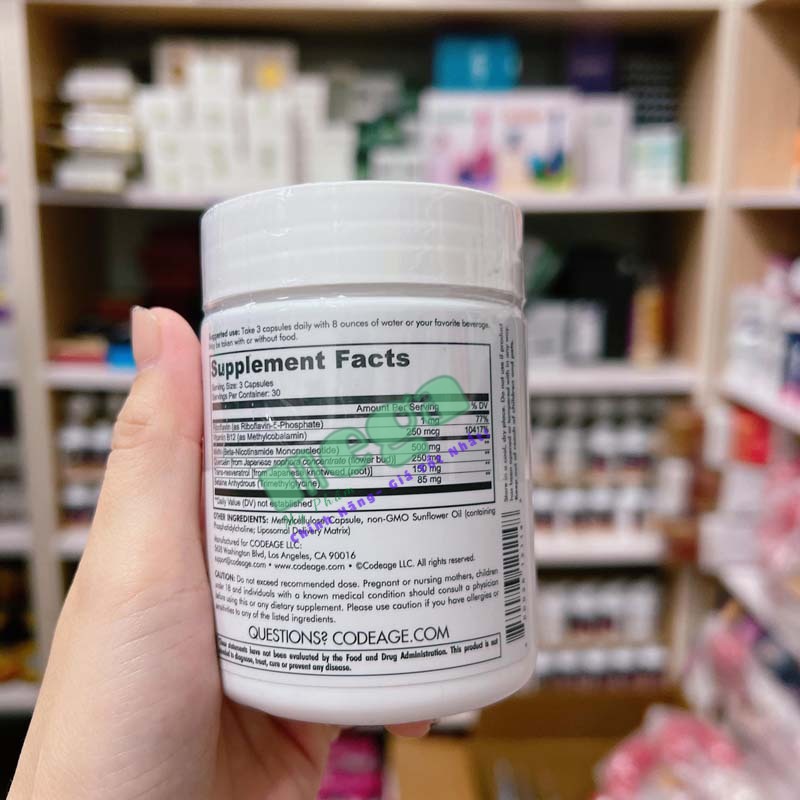 Suggested use: Take 3 capsules daily with 8 ounces of water or your favorite beverage.
May be taken with or without food.
Supplement Facts
Serving Size: 3 Capsules
Servings Per Container: 30
Amount Per Serving % DV
Riboflavin (as Riboflavin-5-Phosphate) 1 mg 77%
Vitamin B12 (as Methylcobalamin) 250 mcg 10417%
NMN (Beta-Nicotinamide Mononucleotide) 500 mg **
Quercetin (from Japanese sophora concentrate (flower bud)) 250 mg **
Trans-resveratrol (from Japanese knotweed (root)) 150 mg **
Betaine Anhydrous (Trimethylglycine) 85 mg
**Daily Value (DV) not established
mega
Chính Hãng - Giá
OTHER INGREDIENTS: Methylcellulose Capsule, non-GMO Sunflower Oil (containing
Phosphatidylcholine; Liposomal Delivery Matrix)
Manufactured for CODEAGE LLC.
5628 Washington Blvd, Los Angeles, CA 90016
support@codeage.com • www.codeage.com • ©Codeage LLC. All rights reserved.
CAUTION: Do not exceed recommended dose. Pregnant or nursing mothers, children
under 18 and individuals with a known medical condition should consult a physician
before using this or any dietary supplement. Please use caution if you have allergies or
sensitivities to any of the listed ingredients.
QUESTIONS? CODEAGE.COM
These statements have not been evaluated by the Food and Drug Administration. This product is not
intended to diagnose, treat, cure or prevent any disease.